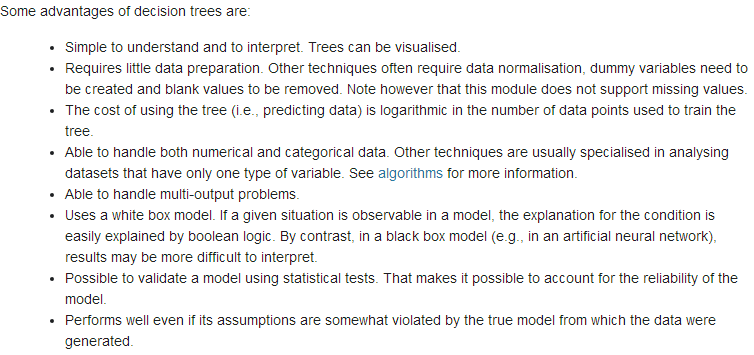 Some advantages of decision trees are:
• Simple to understand and to interpret. Trees can be visualised.
• Requires little data preparation. Other techniques often require data normalisation, dummy variables need to
be created and blank values to be removed. Note however that this module does not support missing values.
• The cost of using the tree (i.e., predicting data) is logarithmic in the number of data points used to train the
tree.
• Able to handle both numerical and categorical data. Other techniques are usually specialised in analysing
datasets that have only one type of variable. See algorithms for more information.
• Able to handle multi-output problems.
• Uses a white box model. If a given situation is observable in a model, the explanation for the condition is
easily explained by boolean logic. By contrast, in a black box model (e.g., in an artificial neural network),
results may be more difficult to interpret.
• Possible to validate a model using statistical tests. That makes it possible to account for the reliability of the
model.
• Performs well even if its assumptions are somewhat violated by the true model from which the data were
generated.